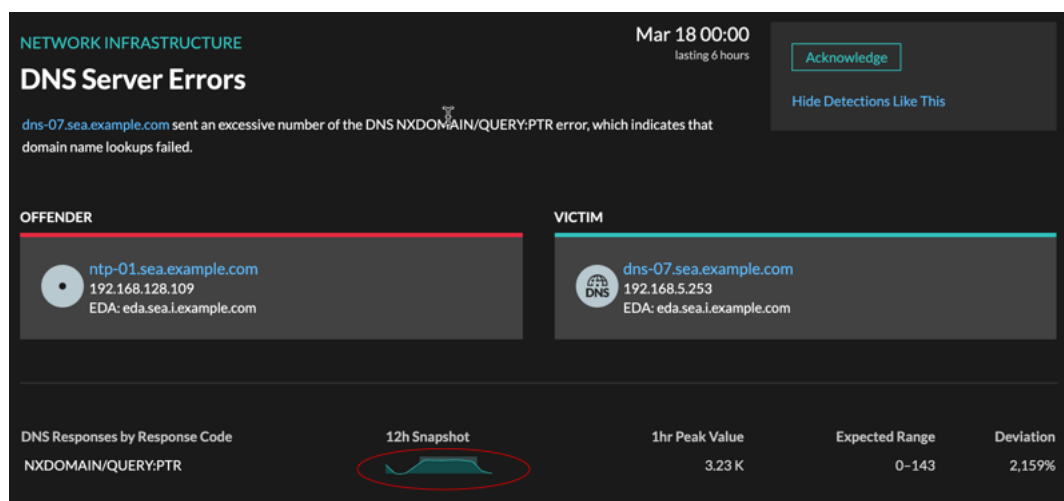 NETWORK INFRASTRUCTURE
DNS Server Errors
dns-07.sea.example.com sent an excessive number of the DNS NXDOMAIN/QUERY:PTR error, which indicates that
domain name lookups failed.
Mar 18 00:00
lasting 6 hours
Acknowledge
Hide Detections Like This
OFFENDER
ntp-01.sea.example.com
192.168.128.109
EDA: eda.sea.i.example.com
VICTIM
DNS
dns-07.sea.example.com
192.168.5.253
EDA: eda.sea.i.example.com
DNS Responses by Response Code 12h Snapshot 1hr Peak Value Expected Range Deviation
NXDOMAIN/QUERY:PTR 3.23 K 0–143 2,159%